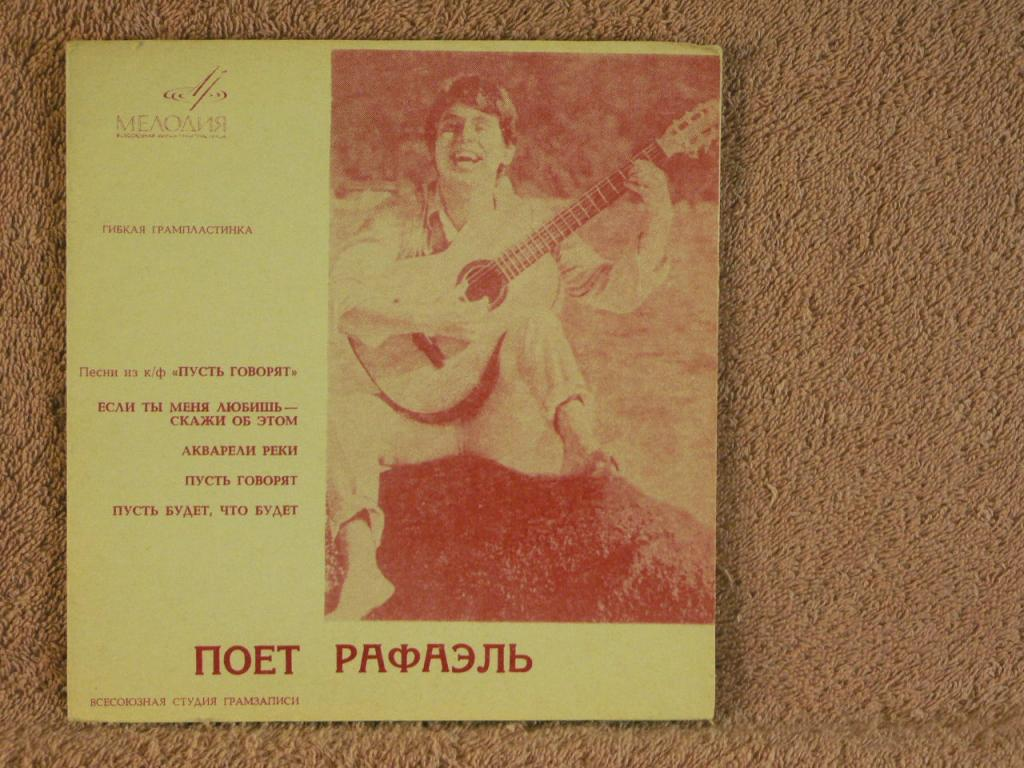 МЕЛОДИЯ
ГИБКАЯ ГРАМПЛАСТИНКА
Песни из к/ф «ПУСТЬ ГОВОРЯТ»
ЕСЛИ ТЫ МЕНЯ ЛЮБИШЬ—
СКАЖИ ОБ ЭТОМ
АКВАРЕЛИ РЕКИ
ПУСТЬ ГОВОРЯТ
ПУСТЬ БУДЕТ, ЧТО БУДЕТ
ПОЕТ РАФАЭЛЬ
ВСЕСОЮЗНАЯ СТУДИЯ ГРАМЗАПИСИ